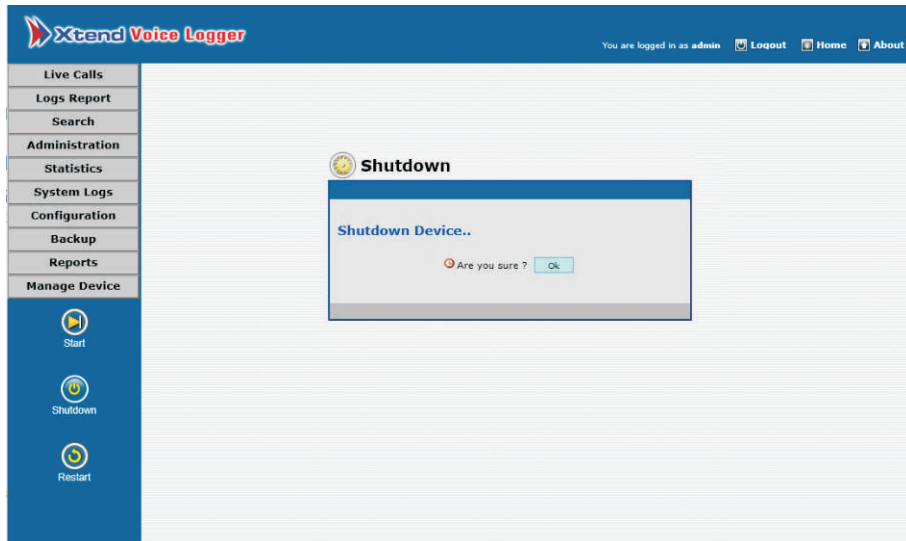 Xtend Voice Logger
You are logged in as admin Logout Home About
Live Calls
Logs Report
Search
Administration
Statistics
System Logs
Configuration
Backup
Reports
Manage Device
Start
Shutdown
Restart
Shutdown
Shutdown Device..
Are you sure ? Ok